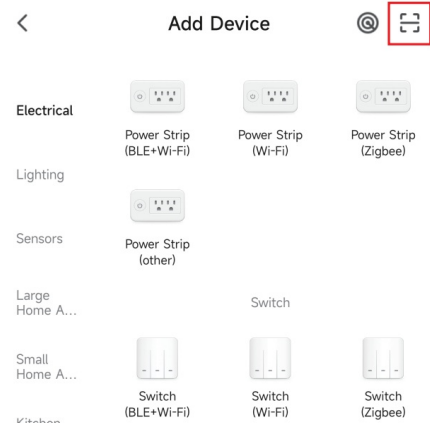 Add Device
Electrical
Power Strip
(BLE+Wi-Fi)
Power Strip
(Wi-Fi)
Power Strip
(Zigbee)
Lighting
Sensors
Power Strip
(other)
Large
Home A...
Switch
Small
Home A...
Switch
(BLE+Wi-Fi)
Switch
(Wi-Fi)
Switch
(Zigbee)
Kitchen